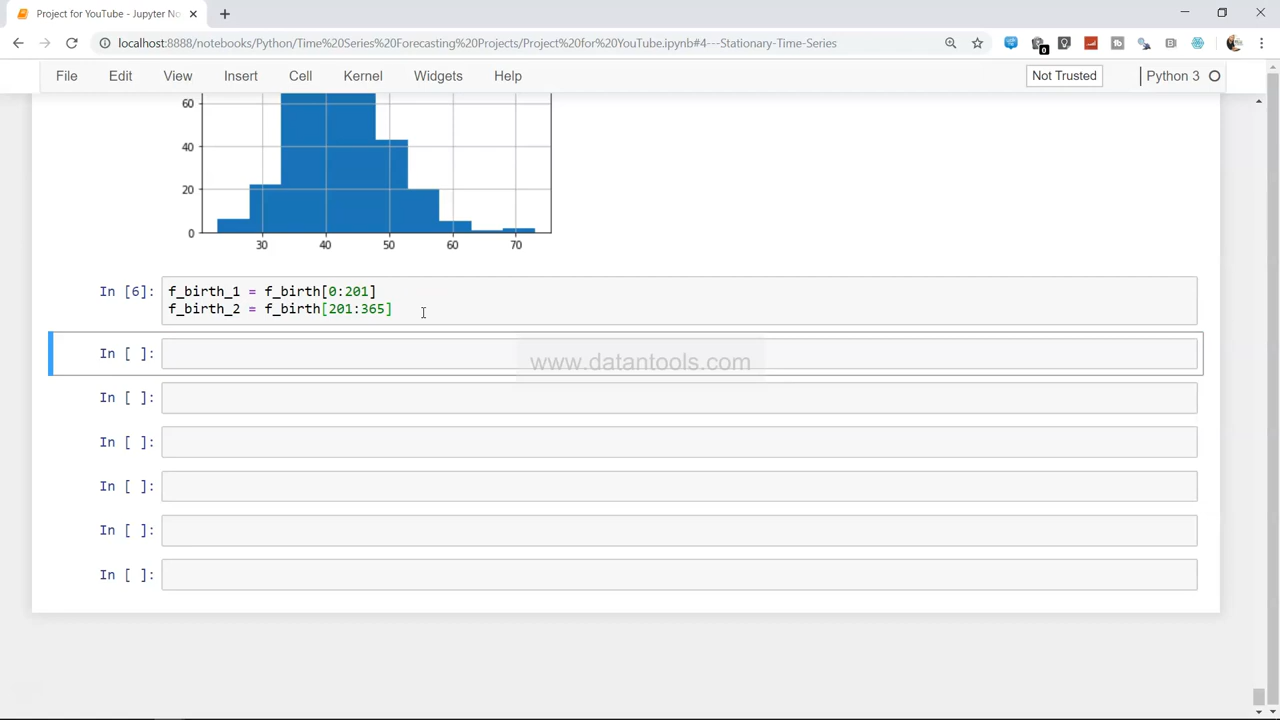 Project for YouTube - Jupyter No
localhost:8888/notebooks/Python/Time%20Series%20Forecasting%20Projects/Project%20for%20YouTube.ipynb#4---Stationary-Time-Series
0
File Edit View Insert Cell Kernel Widgets Help Not Trusted Python 3
60
40
20
0
30 40 50 60 70
In [6]: f_birth_1 = f_birth[0:201]
f_birth_2 = f_birth[201:365]
In [ ]:
www.datantools.com
In [ ]:
In [ ]:
In [ ]:
In [ ]:
In [ ]: